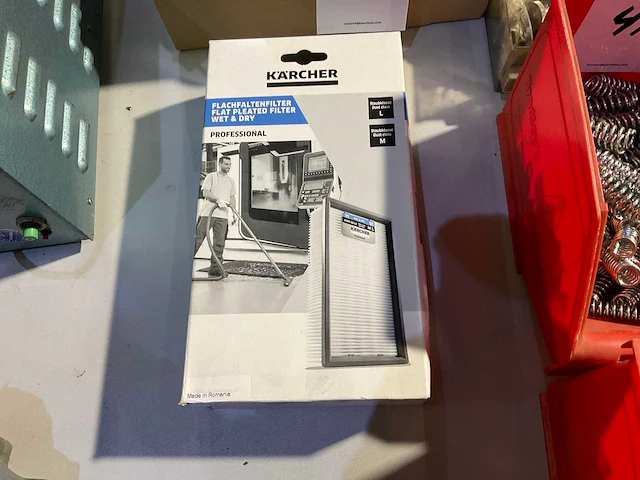 KÄRCHER
FLACHFALTENFILTER
FLAT PLEATED FILTER
WET & DRY
PROFESSIONAL
Staubklasse
Dust class
L
Staubklasse
Dust class
M
KÄRCHER
Made in Romania